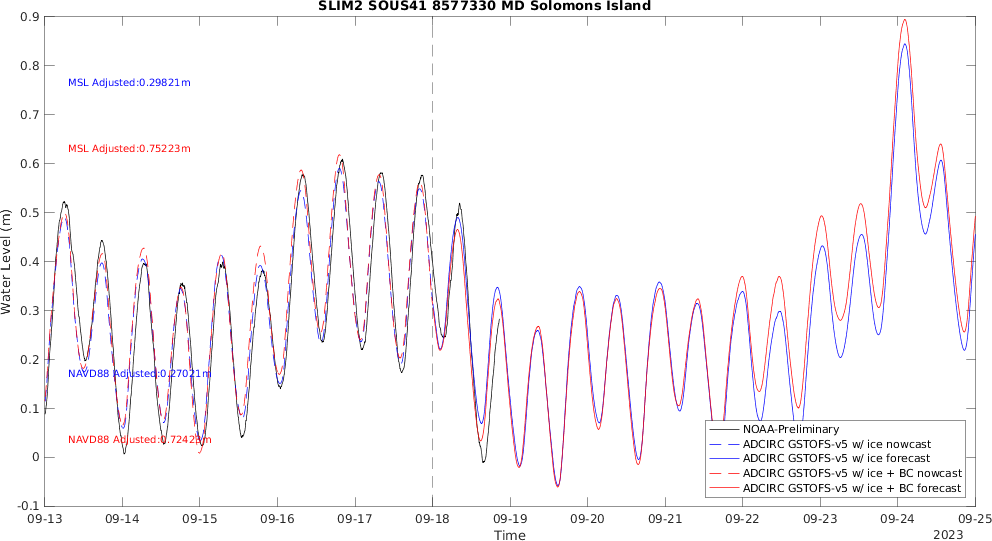 SLIM2 SOUS41 8577330 MD Solomons Island
0.9
0.8
0.7
0.6
0.5
0.4
0.3
0.2
0.1
0
-0.1
Water Level (m)
MSL Adjusted:0.29821m
MSL Adjusted:0.75223m
NAVD88 Adjusted:0.27021m
NAVD88 Adjusted:0.72423m
NOAA-Preliminary
ADCIRC GSTOFS-v5 w/ ice nowcast
ADCIRC GSTOFS-v5 w/ ice forecast
ADCIRC GSTOFS-v5 w/ ice + BC nowcast
ADCIRC GSTOFS-v5 w/ ice + BC forecast
09-13 09-14 09-15 09-16 09-17 09-18 09-19 09-20 09-21 09-22 09-23 09-24 09-25
Time
2023